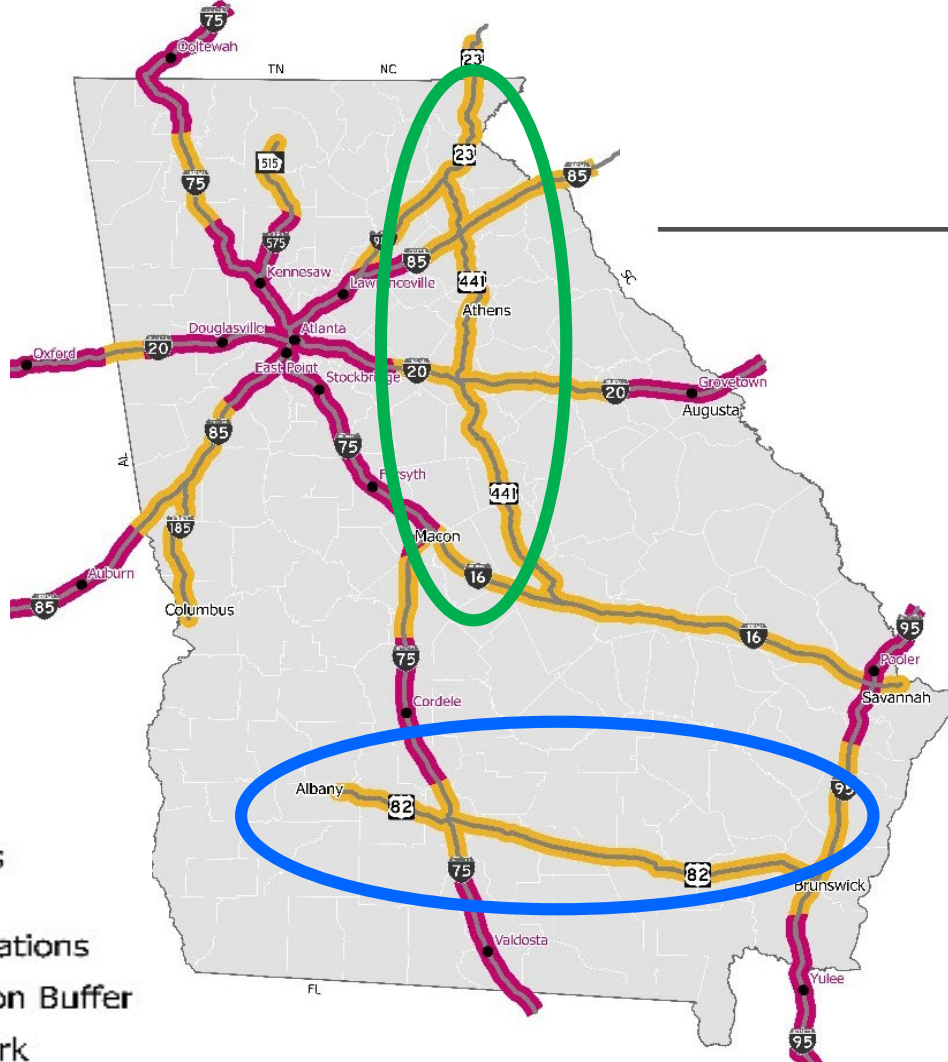 75
Ooltewah
TN
NC
23
23
515
75
85
575
85
Kennesaw
Lawrenceville
441
SC
Athens
Douglasville
Atlanta
20
Oxford
East Point
20
Stockbridge
20
Grovetown
Augusta
85
75
AL
Forsyth
441
185
Macon
16
Auburn
85
Columbus
95
16
75
Pooler
Savannah
Cordele
Albany
95
82
75
82
Brunswick
ations
on Buffer
rk
Valdosta
Yulee
FL
95